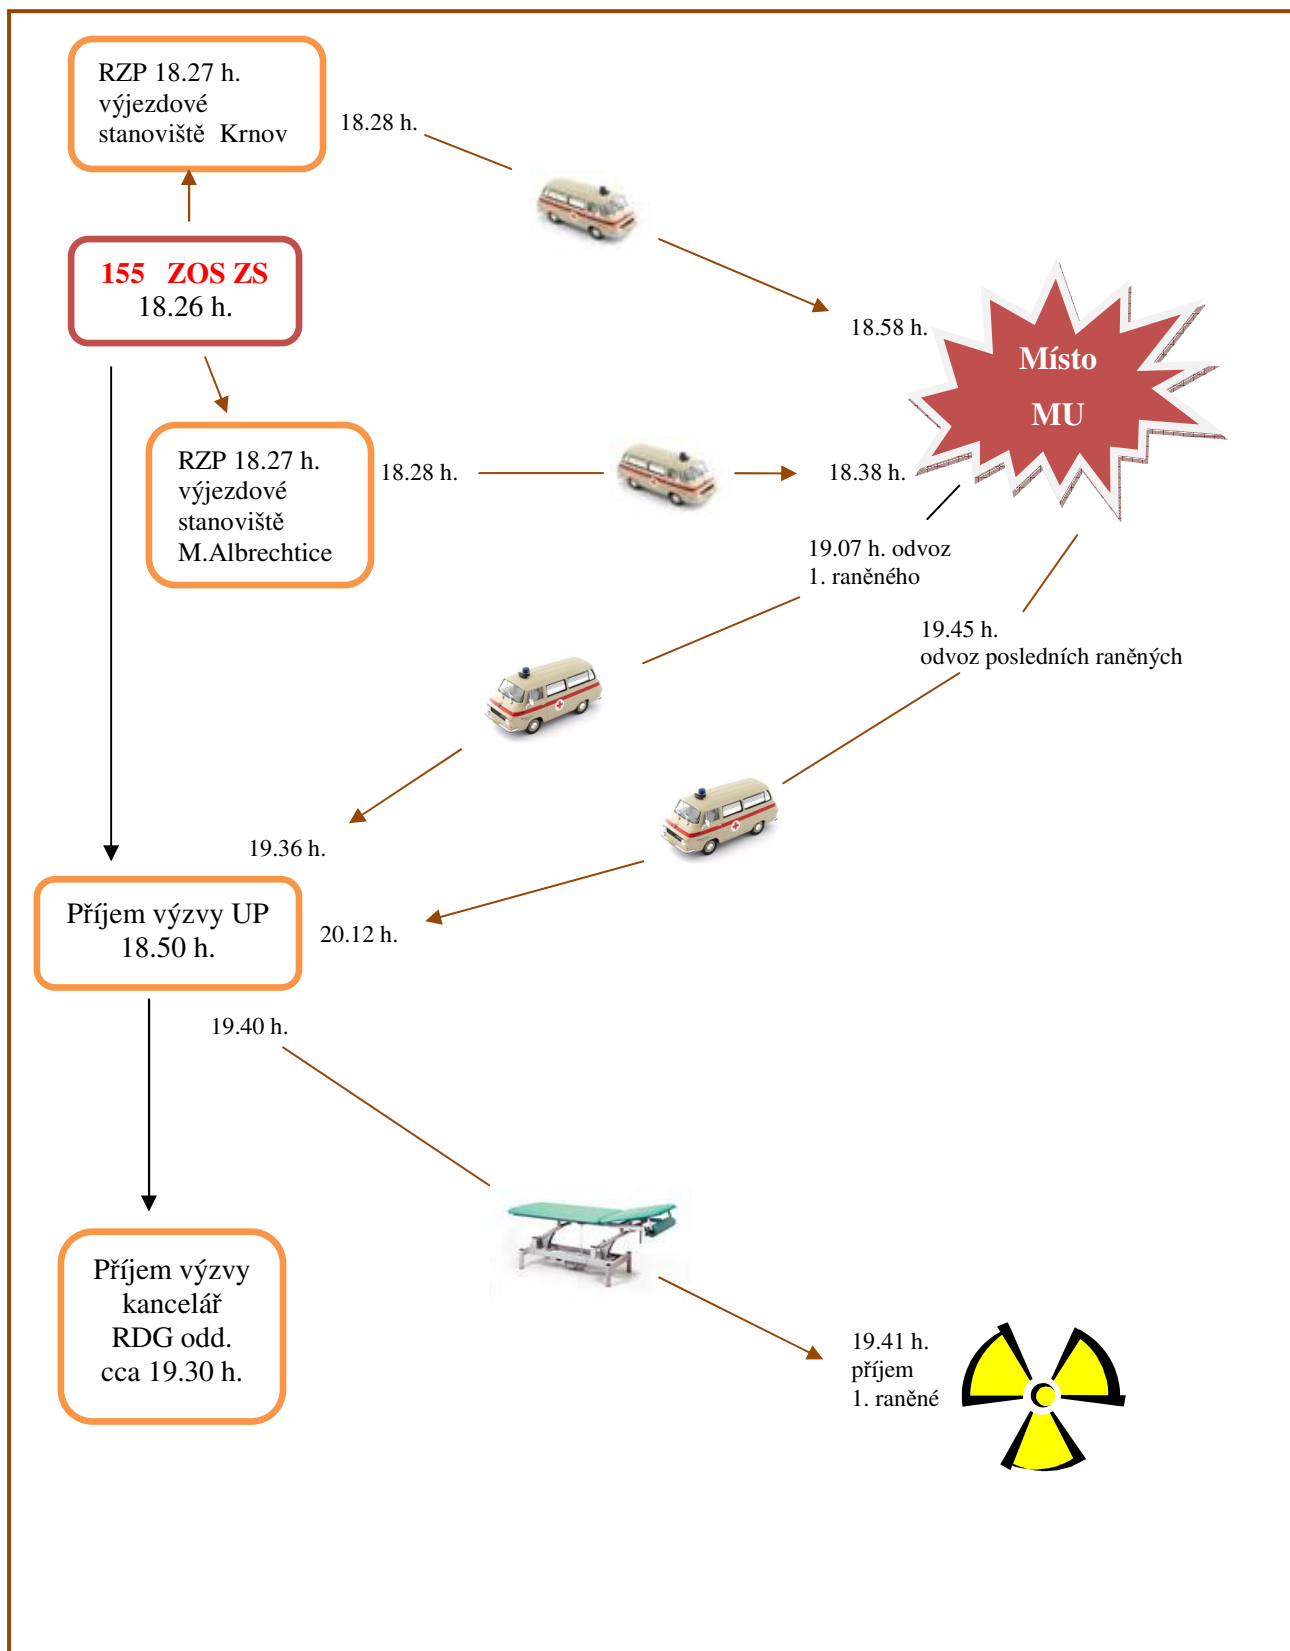 RZP 18.27 h.
výjezdové
stanoviště Krnov
18.28 h.
155 ZOS ZS
18.26 h.
18.58 h.
Místo
MU
RZP 18.27 h.
výjezdové
stanoviště
M.Albrechtice
18.28 h.
18.38 h.
19.07 h. odvoz
1. raněného
19.45 h.
odvoz posledních raněných
19.36 h.
Příjem výzvy UP
18.50 h.
20.12 h.
19.40 h.
Příjem výzvy
kancelář
RDG odd.
cca 19.30 h.
19.41 h.
příjem
1. raněné